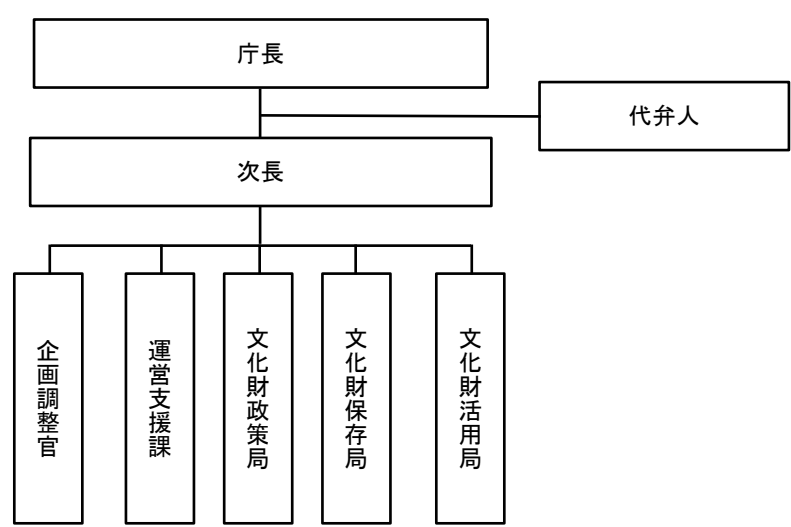 庁長
代弁人
次長
企画調整官
運営支援課
文化財政策局
文化財保存局
文化財活用局